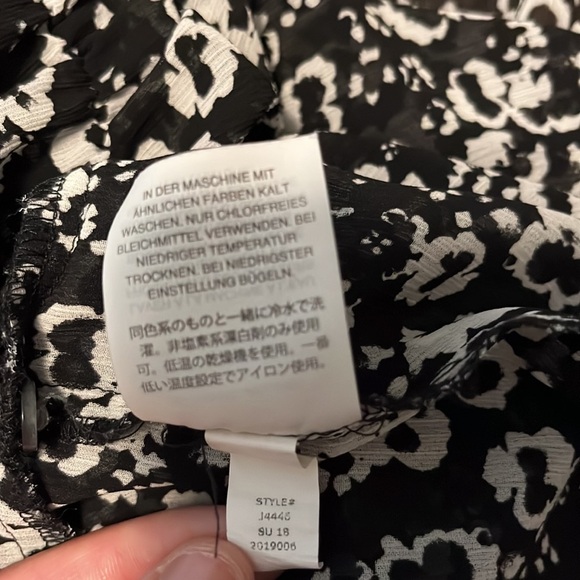 IN DER MASCHINE MIT
ÄHNLICHEN FARBEN KALT
WASCHEN. NUR CHLORFREIES
BLEICHMITTEL VERWENDEN. BEI
NIEDRIGER TEMPERATUR
TROCKNEN. BEI NIEDRIGSTER
EINSTELLUNG BÜGELN.
同色系のものと一緒に冷水で洗
濯。非塩素系漂白剤のみ使用
可。低温の乾燥機を使用。一番
低い温度設定でアイロン使用。
STYLE#
J4446
SU 18
2019006